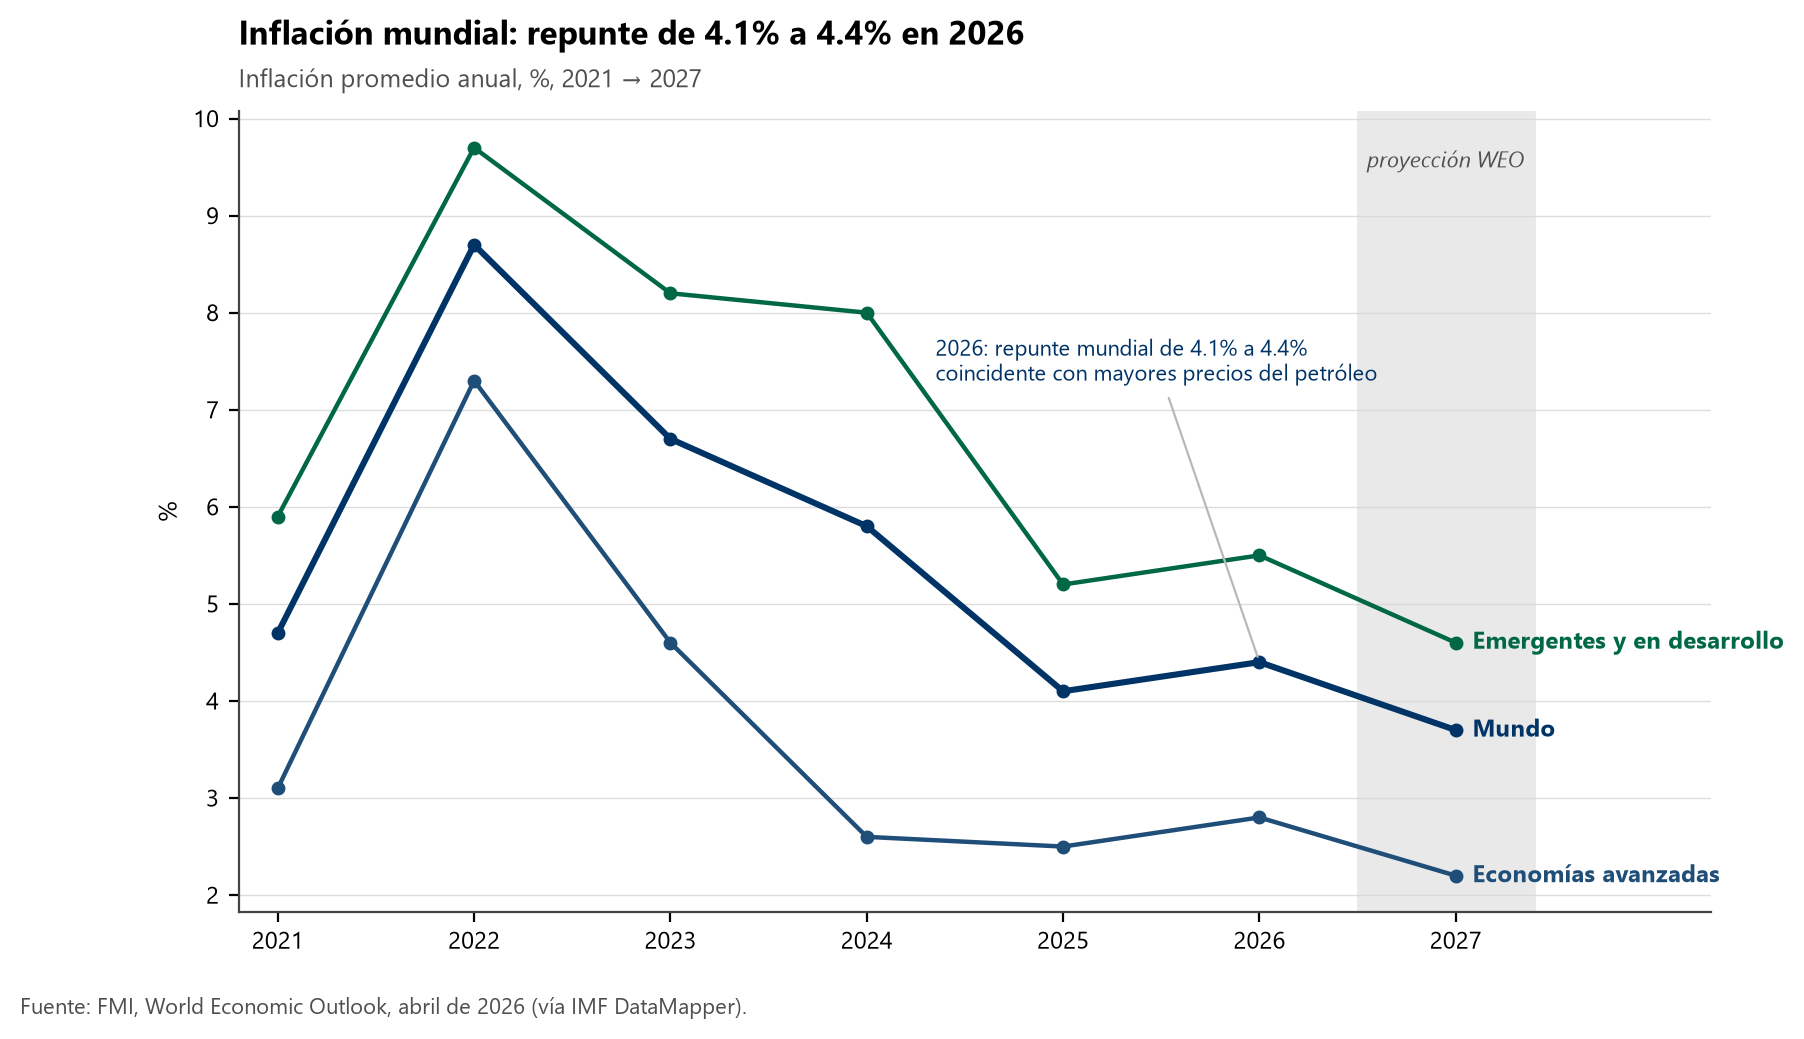 Inflación mundial: repunte de 4.1% a 4.4% en 2026
Inflación promedio anual, %, 2021 → 2027
10
9
8
7
6
5
4
3
2
%
proyección WEO
2026: repunte mundial de 4.1% a 4.4%
coincidente con mayores precios del petróleo
Emergentes y en desarrollo
Mundo
Economías avanzadas
2021 2022 2023 2024 2025 2026 2027
Fuente: FMI, World Economic Outlook, abril de 2026 (vía IMF DataMapper).